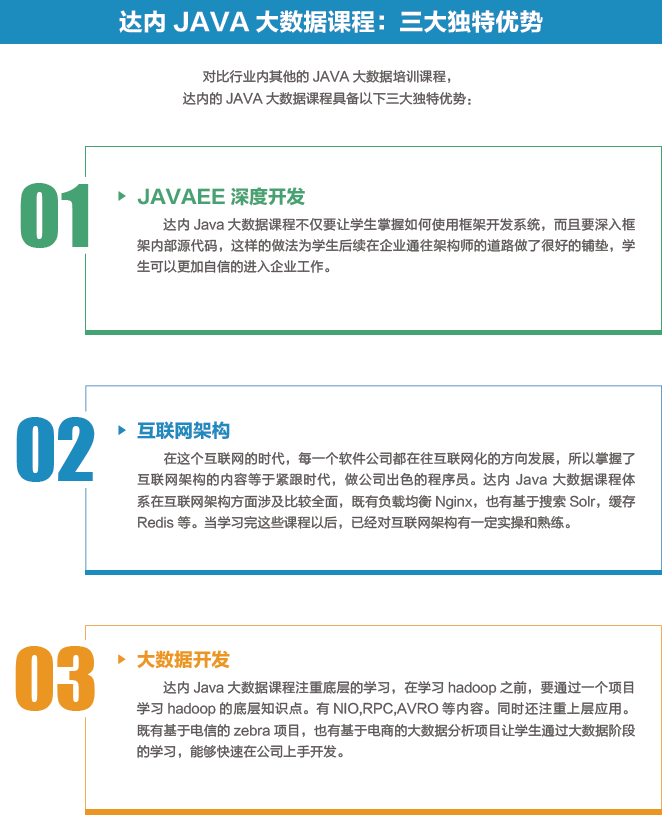 达内 JAVA 大数据课程：三大独特优势
对比行业内其他的 JAVA 大数据培训课程，
达内的 JAVA 大数据课程具备以下三大独特优势：
01
JAVAEE 深度开发
达内 Java 大数据课程不仅要让学生掌握如何使用框架开发系统，而且要深入框
架内部源代码，这样的做法为学生后续在企业通往架构师的道路做了很好的铺垫，学
生可以更加自信的进入企业工作。
02
互联网架构
在这个互联网的时代，每一个软件公司都在往互联网化的方向发展，所以掌握了
互联网架构的内容等于紧跟时代，做公司出色的程序员。达内 Java 大数据课程体
系在互联网架构方面涉及比较全面，既有负载均衡 Nginx，也有基于搜索 Solr，缓存
Redis 等。当学习完这些课程以后，已经对互联网架构有一定实操和熟练。
03
大数据开发
达内 Java 大数据课程注重底层的学习，在学习 hadoop 之前，要通过一个项目
学习 hadoop 的底层知识点。有 NIO,RPC,AVRO 等内容。同时还注重上层应用。
既有基于电信的 zebra 项目，也有基于电商的大数据分析项目让学生通过大数据阶段
的学习，能够快速在公司上手开发。